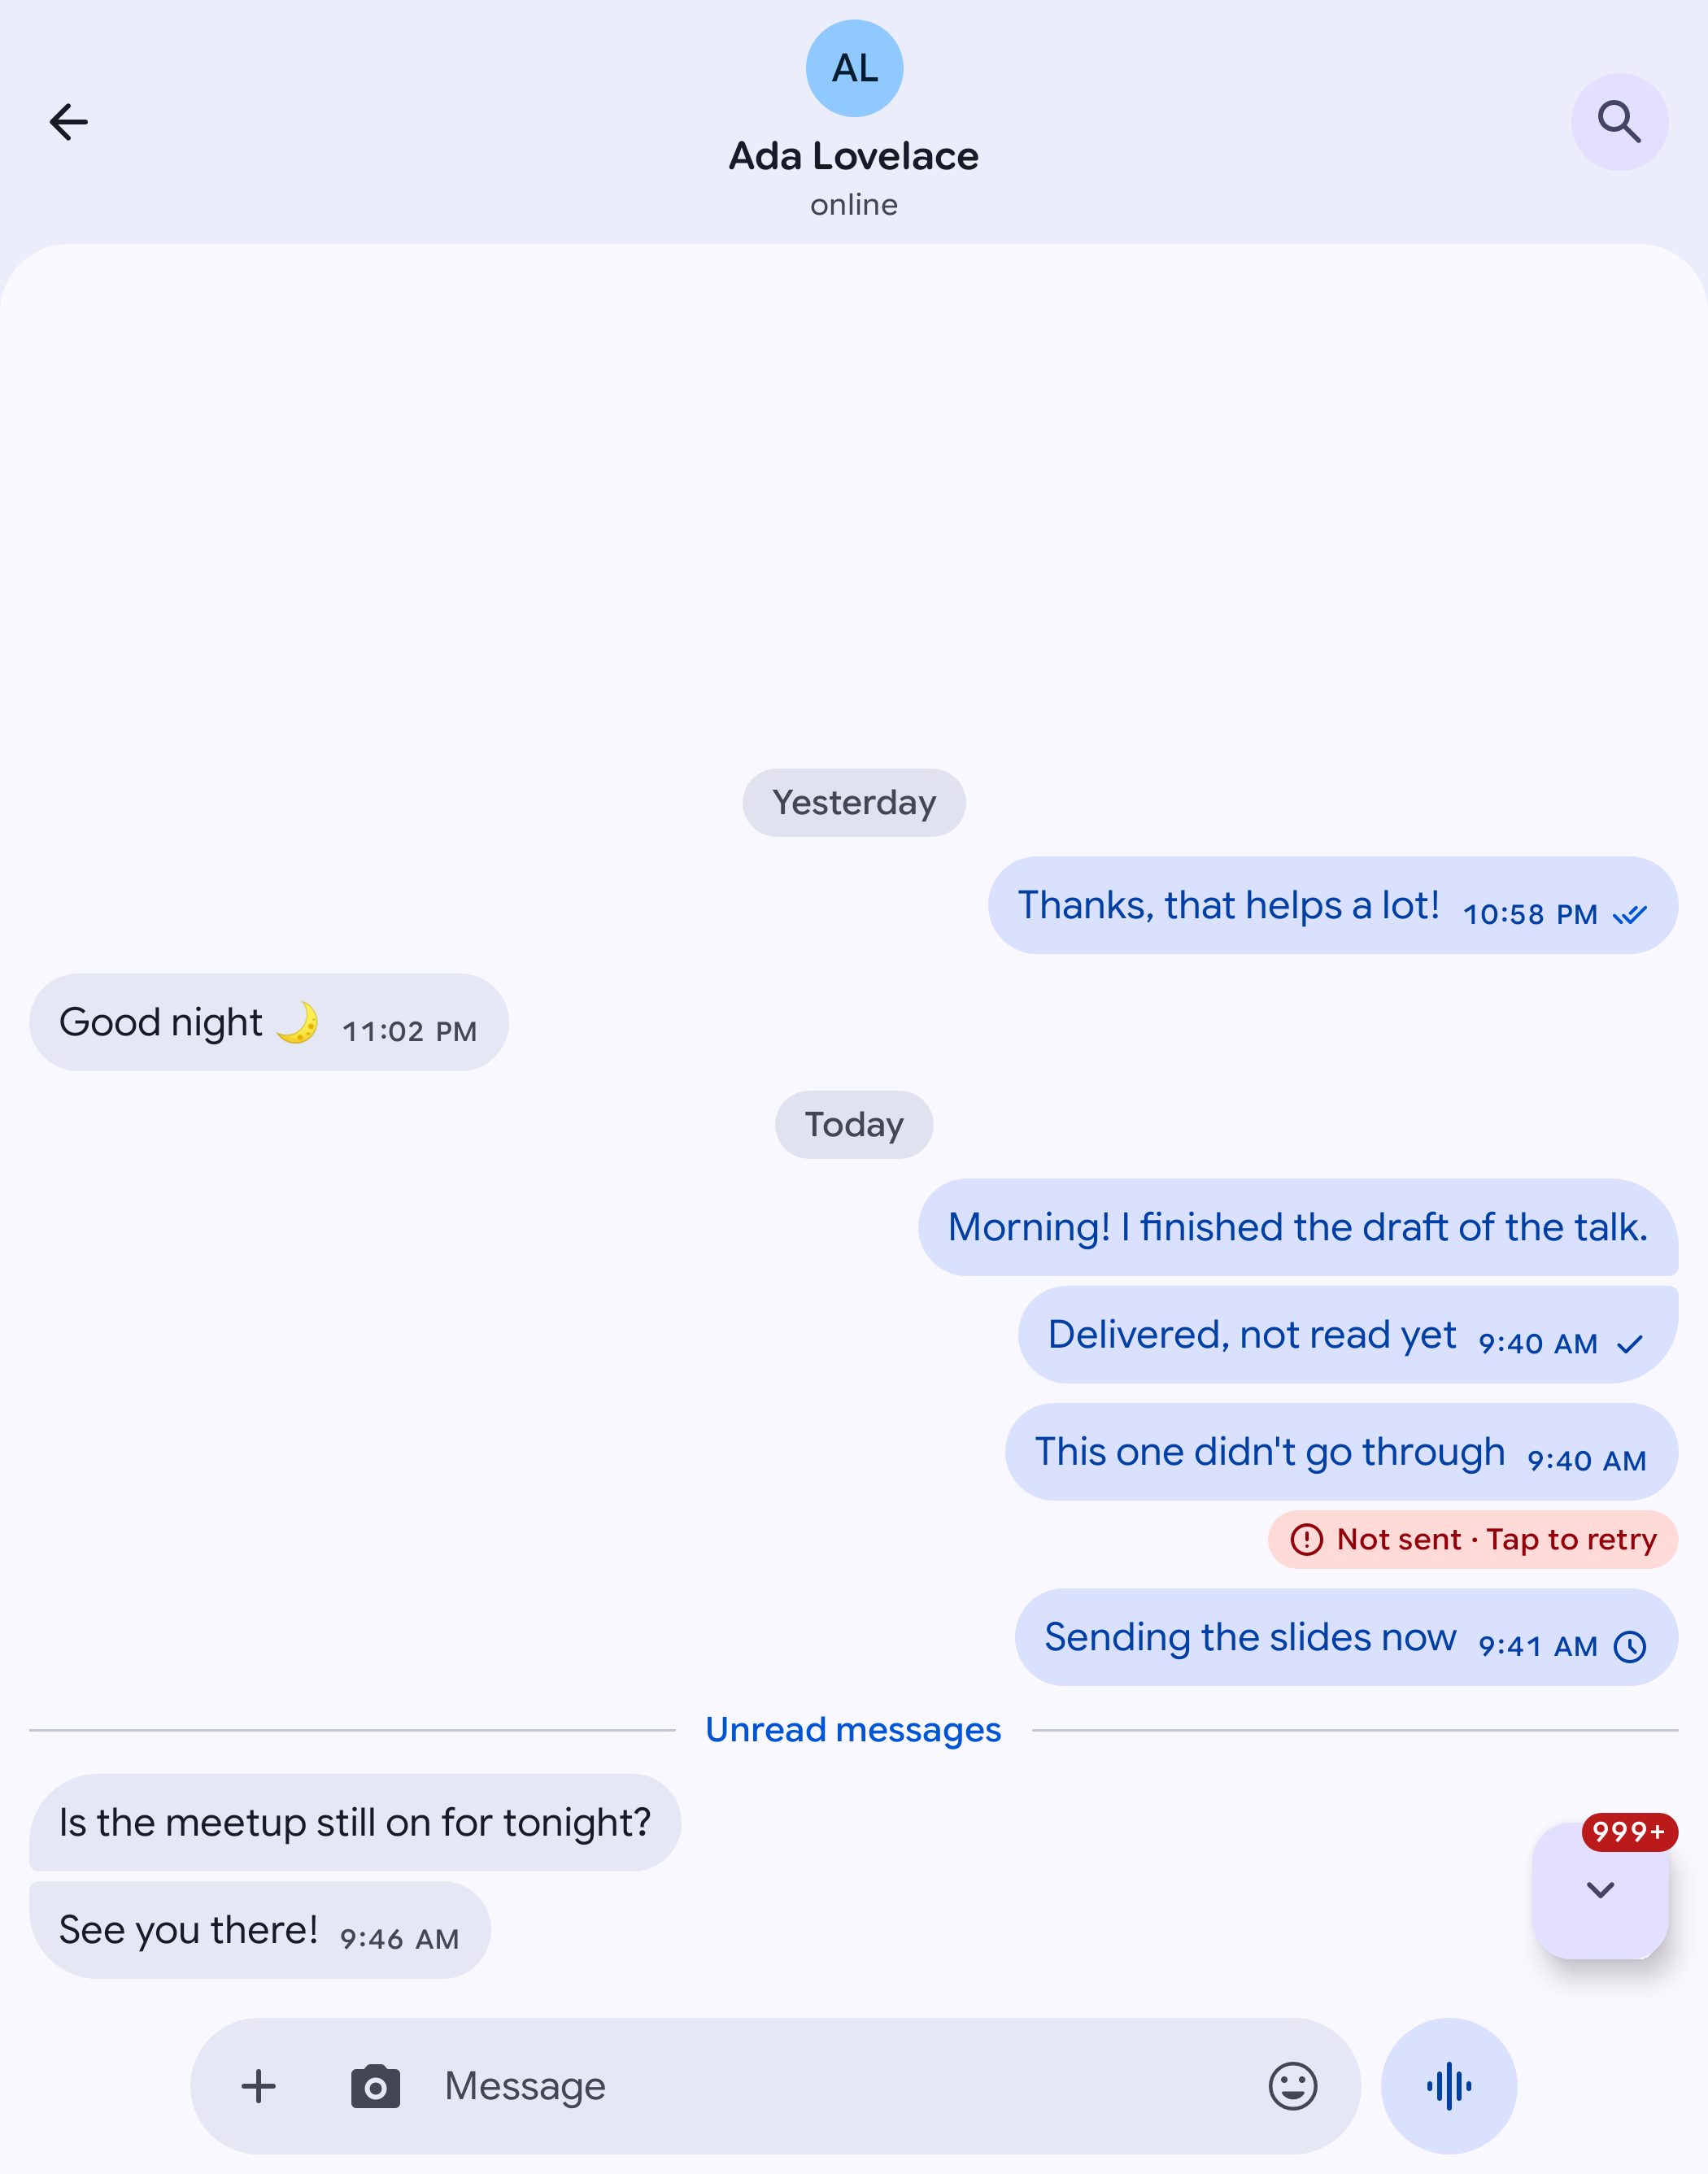 AL
Ada Lovelace
online
Yesterday
Thanks, that helps a lot! 10:58 PM
Good night 🌙 11:02 PM
Today
Morning! I finished the draft of the talk.
Delivered, not read yet 9:40 AM
This one didn't go through 9:40 AM
Not sent · Tap to retry
Sending the slides now 9:41 AM
Unread messages
Is the meetup still on for tonight?
999+
See you there! 9:46 AM
Message